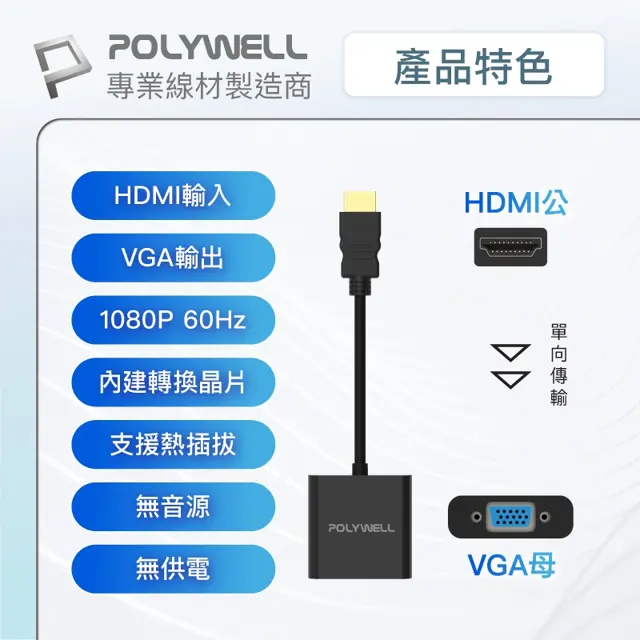 POLYWELL
專業線材製造商
產品特色
HDMI輸入
VGA輸出
1080P 60Hz
內建轉換晶片
支援熱插拔
無音源
無供電
POLYWELL
HDMI公
單向傳輸
VGA母